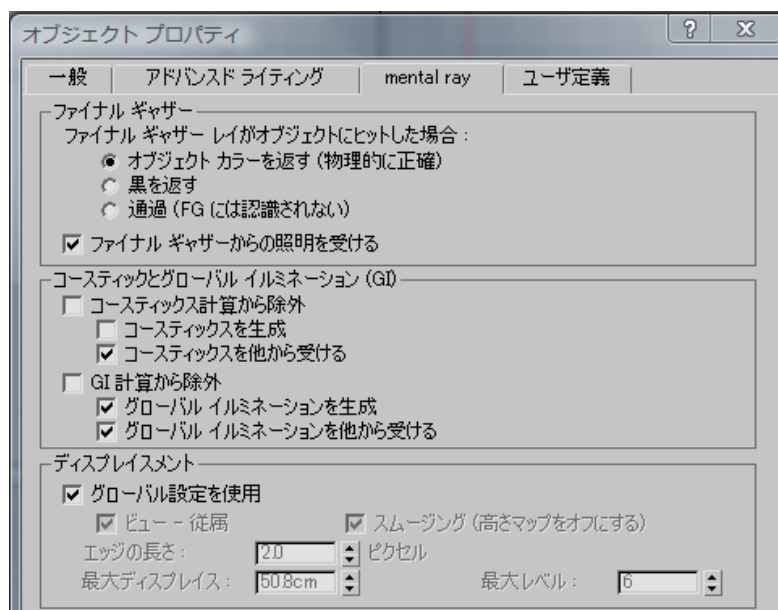 オブジェクト プロパティ
一般 アドバンスド ライティング mental ray ユーザ定義
ファイナル ギャザー
ファイナル ギャザー レイがオブジェクトにヒットした場合 :
オブジェクト カラーを返す (物理的に正確)
黒を返す
通過 (FG には認識されない)
ファイナル ギャザーからの照明を受ける
コースティックとグローバル イルミネーション (GI)
コースティックス計算から除外
コースティックスを生成
コースティックスを他から受ける
GI 計算から除外
グローバル イルミネーションを生成
グローバル イルミネーションを他から受ける
ディスプレイスメント
グローバル設定を使用
ビュー - 従属 スムージング (高さマップをオフにする)
エッジの長さ : 2.0 ピクセル
最大ディスプレイス : 50.8cm 最大レベル : 6